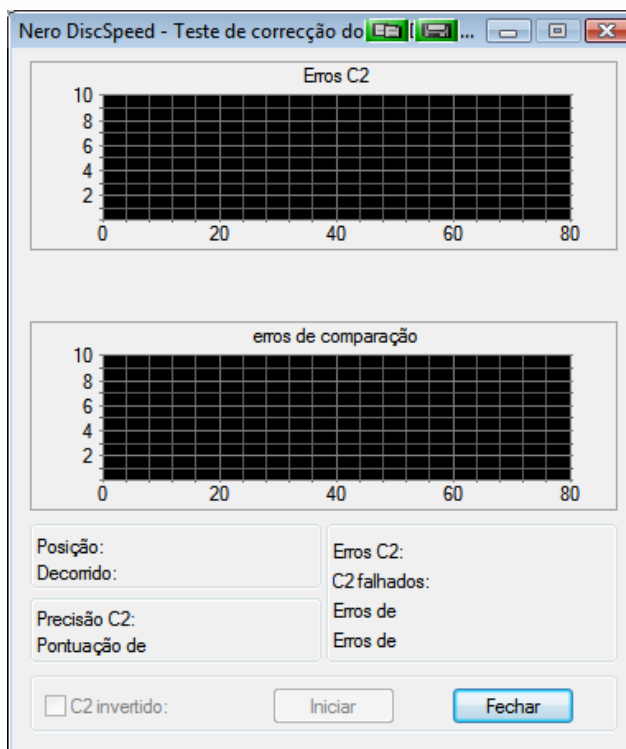 Nero DiscSpeed - Teste de correcção do [ ...
Erros C2
10
8
6
4
2
0 20 40 60 80
erros de comparação
10
8
6
4
2
0 20 40 60 80
Posição:
Decorrido:
Precisão C2:
Pontuação de
Erros C2:
C2 falhados:
Erros de
Erros de
C2 invertido:
Iniciar
Fechar